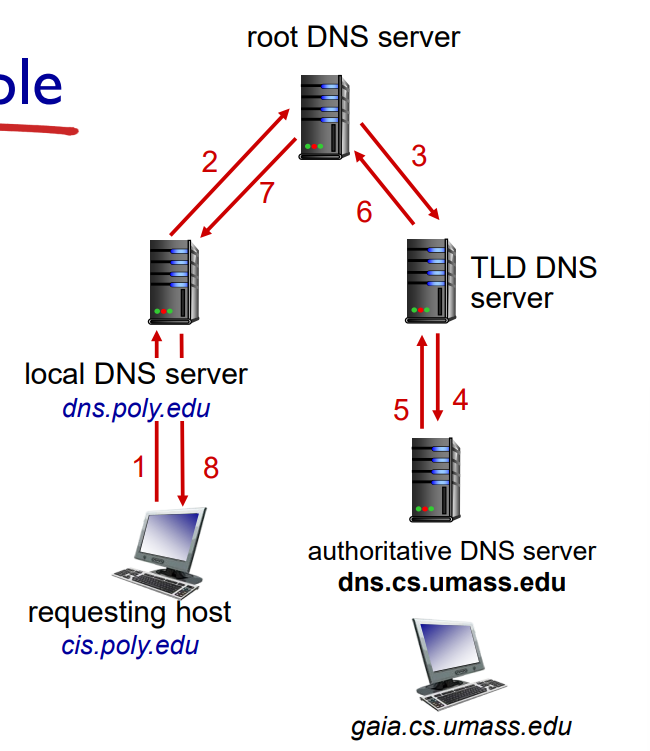 root DNS server
2
7
3
6
TLD DNS
server
local DNS server
dns.poly.edu
5
4
1
8
authoritative DNS server
dns.cs.umass.edu
requesting host
cis.poly.edu
gaia.cs.umass.edu